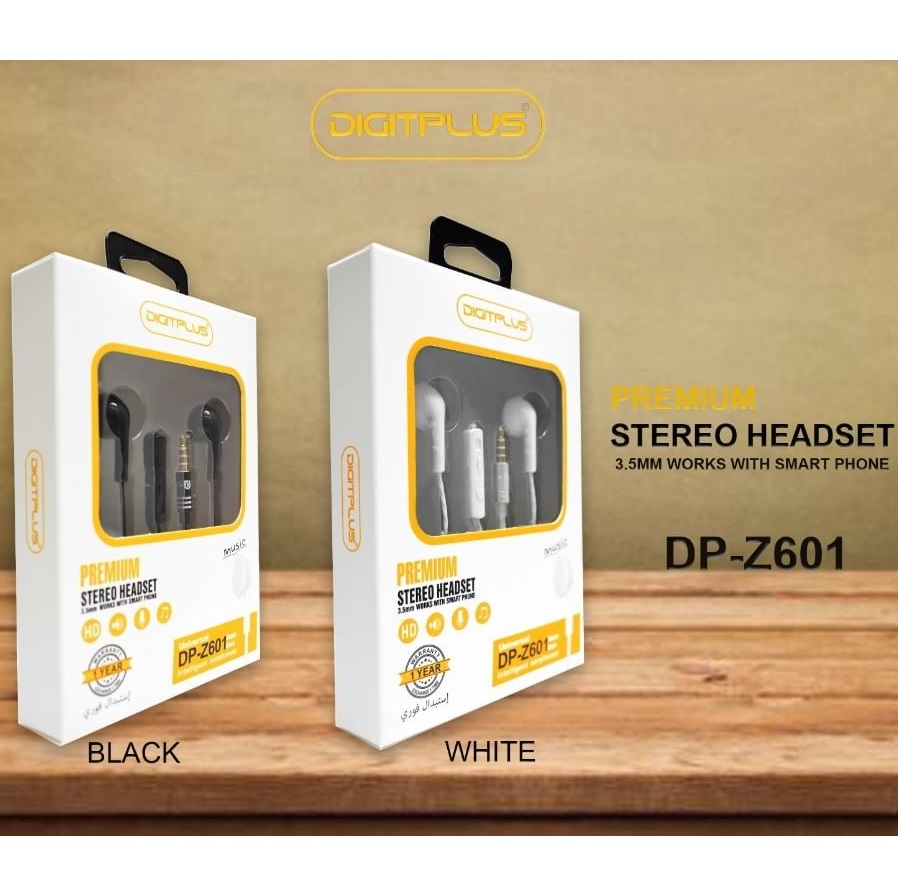 DIGITPLUS
©
DIGITPLUS
DIGITPLUS
music
PREMIUM
STEREO HEADSET
3.5mm WORKS WITH SMART PHONE
HD
WARRANTY
1 YEAR
إستبدال فوري
Universal
DP-Z601
DIGITPLUS
DIGITPLUS
music
PREMIUM
STEREO HEADSET
3.5mm WORKS WITH SMART PHONE
HD
WARRANTY
1 YEAR
إستبدال فوري
Universal
DP-Z601
PREMIUM
STEREO HEADSET
3.5MM WORKS WITH SMART PHONE
DP-Z601
BLACK
WHITE